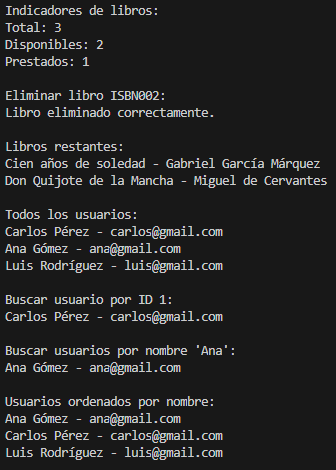 Indicadores de libros:
Total: 3
Disponibles: 2
Prestados: 1
Eliminar libro ISBN002:
Libro eliminado correctamente.
Libros restantes:
Cien años de soledad - Gabriel García Márquez
Don Quijote de la Mancha - Miguel de Cervantes
Todos los usuarios:
Carlos Pérez - carlos@gmail.com
Ana Gómez - ana@gmail.com
Luis Rodríguez - luis@gmail.com
Buscar usuario por ID 1:
Carlos Pérez - carlos@gmail.com
Buscar usuarios por nombre 'Ana':
Ana Gómez - ana@gmail.com
Usuarios ordenados por nombre:
Ana Gómez - ana@gmail.com
Carlos Pérez - carlos@gmail.com
Luis Rodríguez - luis@gmail.com